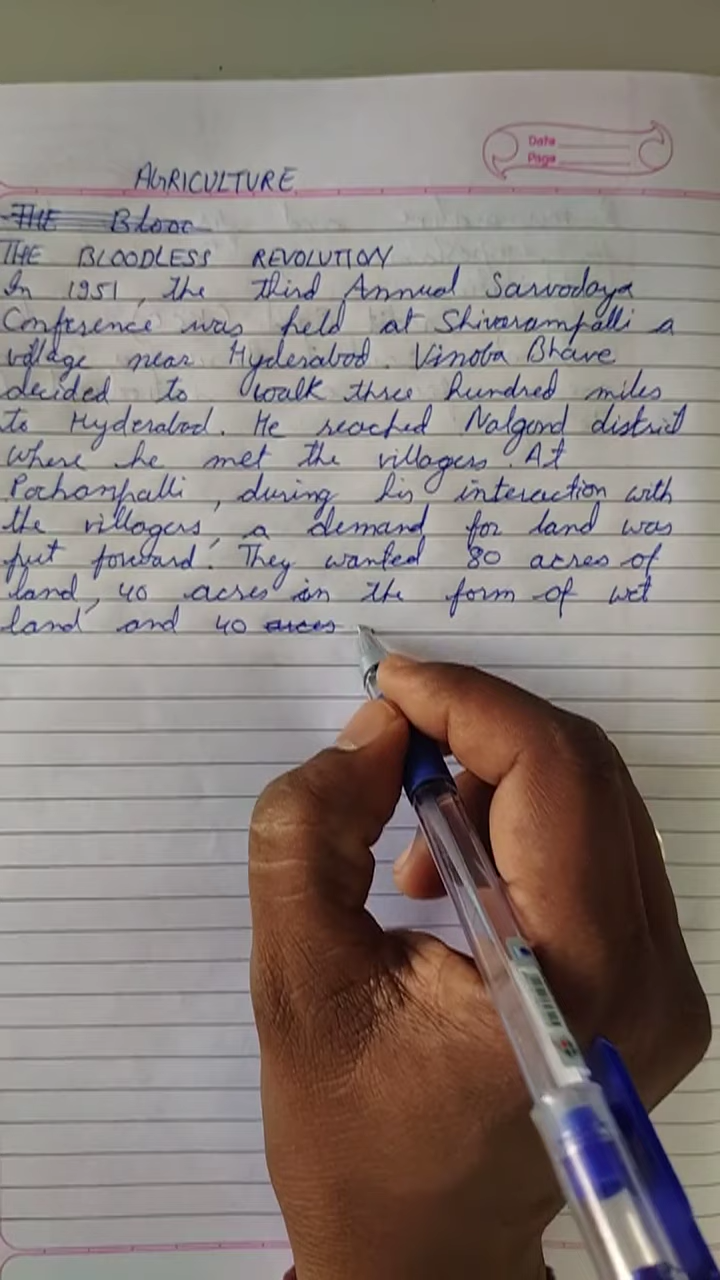 Date
Page
AGRICULTURE
THE Blooc
THE BLOODLESS REVOLUTION
In 1951, the third Annual Sarvodaya
Conference was held at Shivarampalli a
village near Hyderabad. Vinoba Bhave
decided to walk three hundred miles
to Hyderabad. He reached Nalgond district
where he met the villagers. At
Pochampalli, during his interaction with
the villagers, a demand for land was
put forward. They wanted 80 acres of
land, 40 acres in the form of wet
land and 40 acres